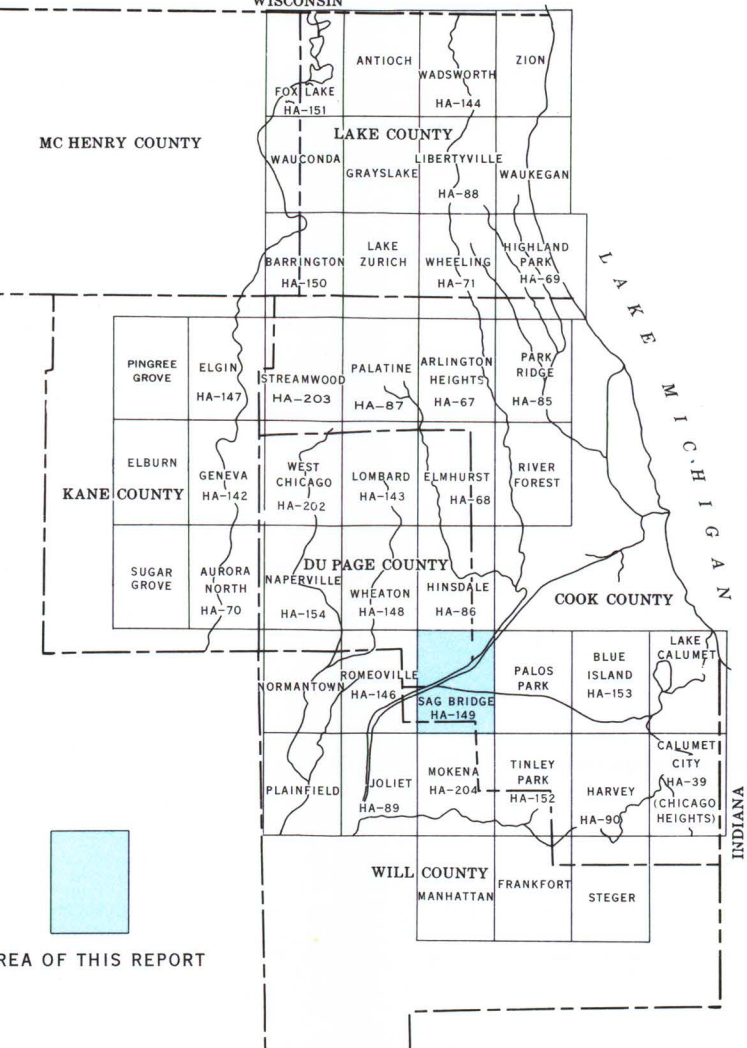 WISCONSIN
ANTIOCH
ZION
WADSWORTH
FOX LAKE
HA-151
HA-144
MC HENRY COUNTY
LAKE COUNTY
WAUCONDA
GRAYSLAKE
LIBERTYVILLE
HA-88
WAUKEGAN
BARRINGTON
HA-150
LAKE
ZURICH
WHEELING
HA-71
HIGHLAND
PARK
HA-69
LAKE MICHIGAN
PINGREE
GROVE
ELGIN
HA-147
STREAMWOOD
HA-203
PALATINE
HA-87
ARLINGTON
HEIGHTS
HA-67
PARK
RIDGE
HA-85
ELBURN
KANE COUNTY
GENEVA
HA-142
WEST
CHICAGO
HA-202
LOMBARD
HA-143
ELMHURST
HA-68
RIVER
FOREST
DU PAGE COUNTY
SUGAR
GROVE
AURORA
NORTH
HA-70
NAPERVILLE
HA-154
WHEATON
HA-148
HINSDALE
HA-86
COOK COUNTY
NORMANTOWN
ROMEOVILLE
HA-146
SAG BRIDGE
HA-149
PALOS
PARK
BLUE
ISLAND
HA-153
LAKE
CALUMET
PLAINFIELD
JOLIET
HA-89
MOKENA
HA-204
TINLEY
PARK
HA-152
HARVEY
HA-90
CALUMET
CITY
HA-39
(CHICAGO
HEIGHTS)
INDIANA
WILL COUNTY
MANHATTAN
FRANKFORT
STEGER
REA OF THIS REPORT